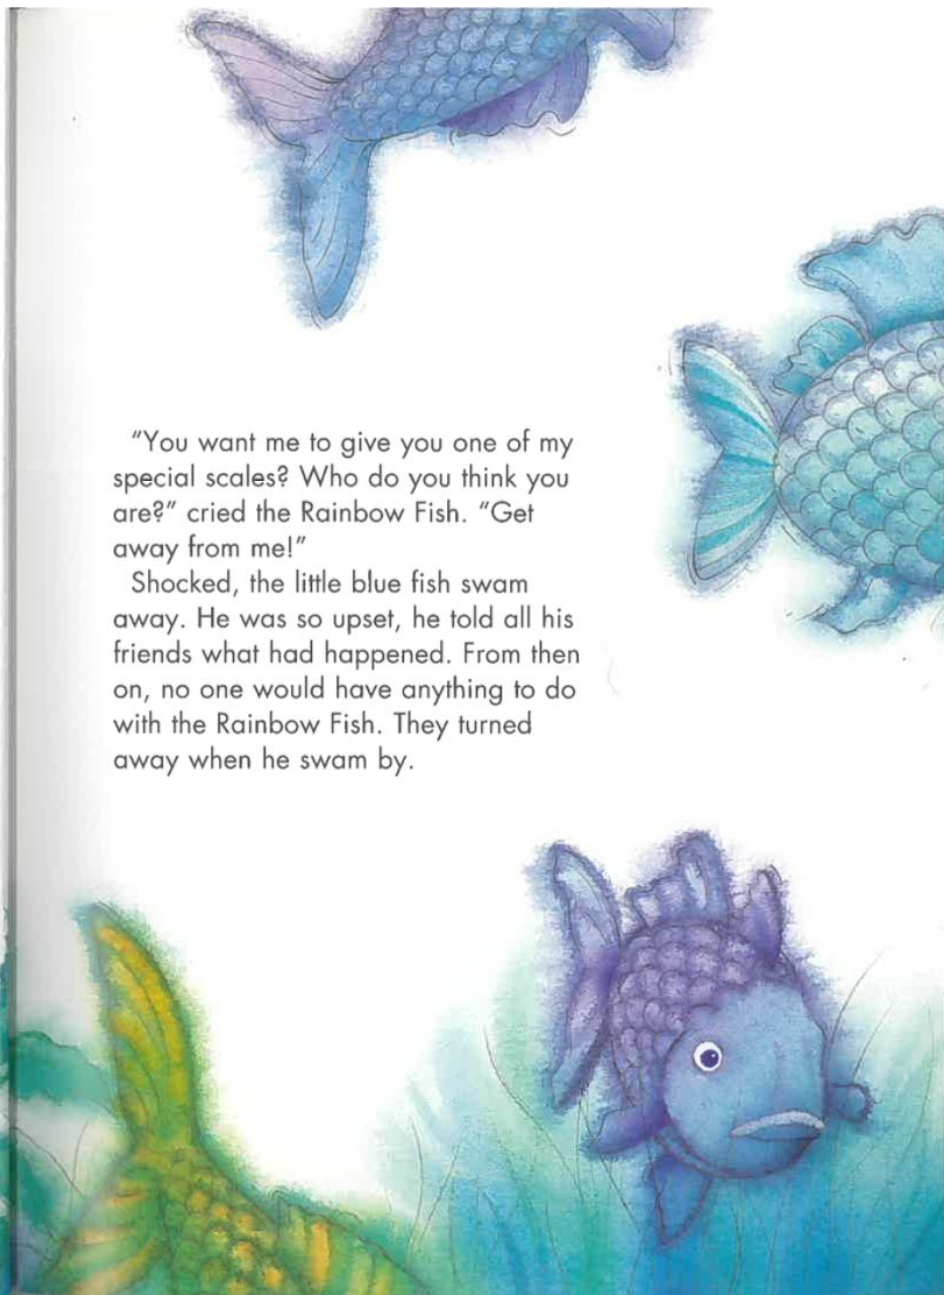 "You want me to give you one of my
special scales? Who do you think you
are?" cried the Rainbow Fish. "Get
away from me!"
Shocked, the little blue fish swam
away. He was so upset, he told all his
friends what had happened. From then
on, no one would have anything to do
with the Rainbow Fish. They turned
away when he swam by.